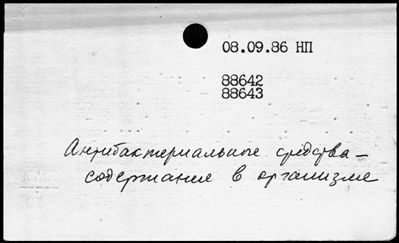 08.09.86 НП
88642
88643
Антибактериальные средства –
содержание в организме